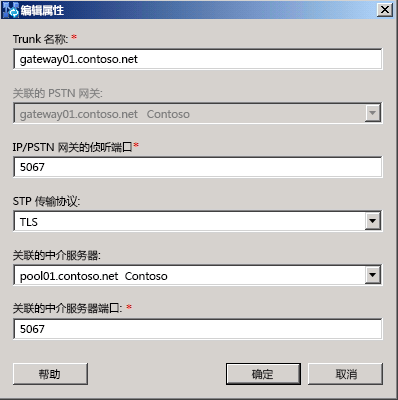 编辑属性
Trunk 名称: *
gateway01.contoso.net
关联的 PSTN 网关:
gateway01.contoso.net Contoso
IP/PSTN 网关的侦听端口*
5067
STP 传输协议:
TLS
关联的中介服务器:
pool01.contoso.net Contoso
关联的中介服务器端口: *
5067
帮助 确定 取消